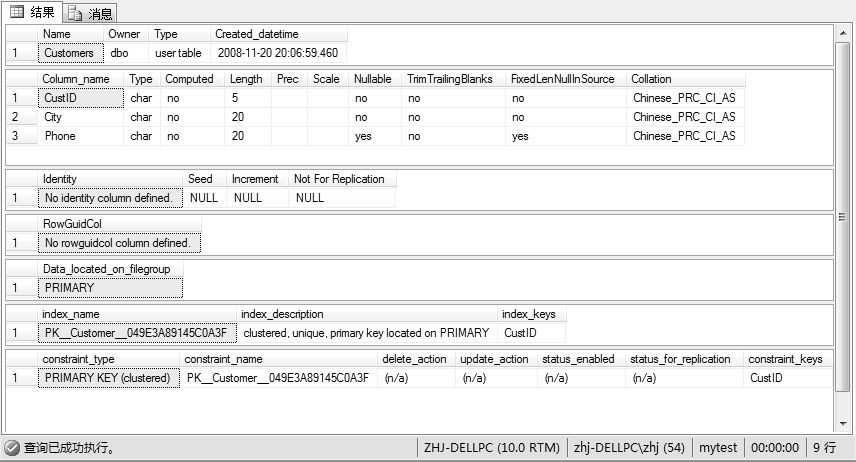 结果 消息
Name Owner Type Created_datetime
1 Customers dbo user table 2008-11-20 20:06:59.460
Column_name Type Computed Length Prec Scale Nullable TrimTrailingBlanks FixedLenNullInSource Collation
1 CustID char no 5 no no no Chinese_PRC_CI_AS
2 City char no 20 no no no Chinese_PRC_CI_AS
3 Phone char no 20 yes no yes Chinese_PRC_CI_AS
Identity Seed Increment Not For Replication
1 No identity column defined. NULL NULL NULL
RowGuidCol
1 No rowguidcol column defined.
Data_located_on_filegroup
1 PRIMARY
index_name index_description index_keys
1 PK__Customer__049E3A89145C0A3F clustered, unique, primary key located on PRIMARY CustID
constraint_type constraint_name delete_action update_action status_enabled status_for_replication constraint_keys
1 PRIMARY KEY (clustered) PK__Customer__049E3A89145C0A3F (n/a) (n/a) (n/a) (n/a) CustID
查询已成功执行。 ZHJ-DELLPC (10.0 RTM) zhj-DELLPC\zhj (54) mytest 00:00:00 9 行